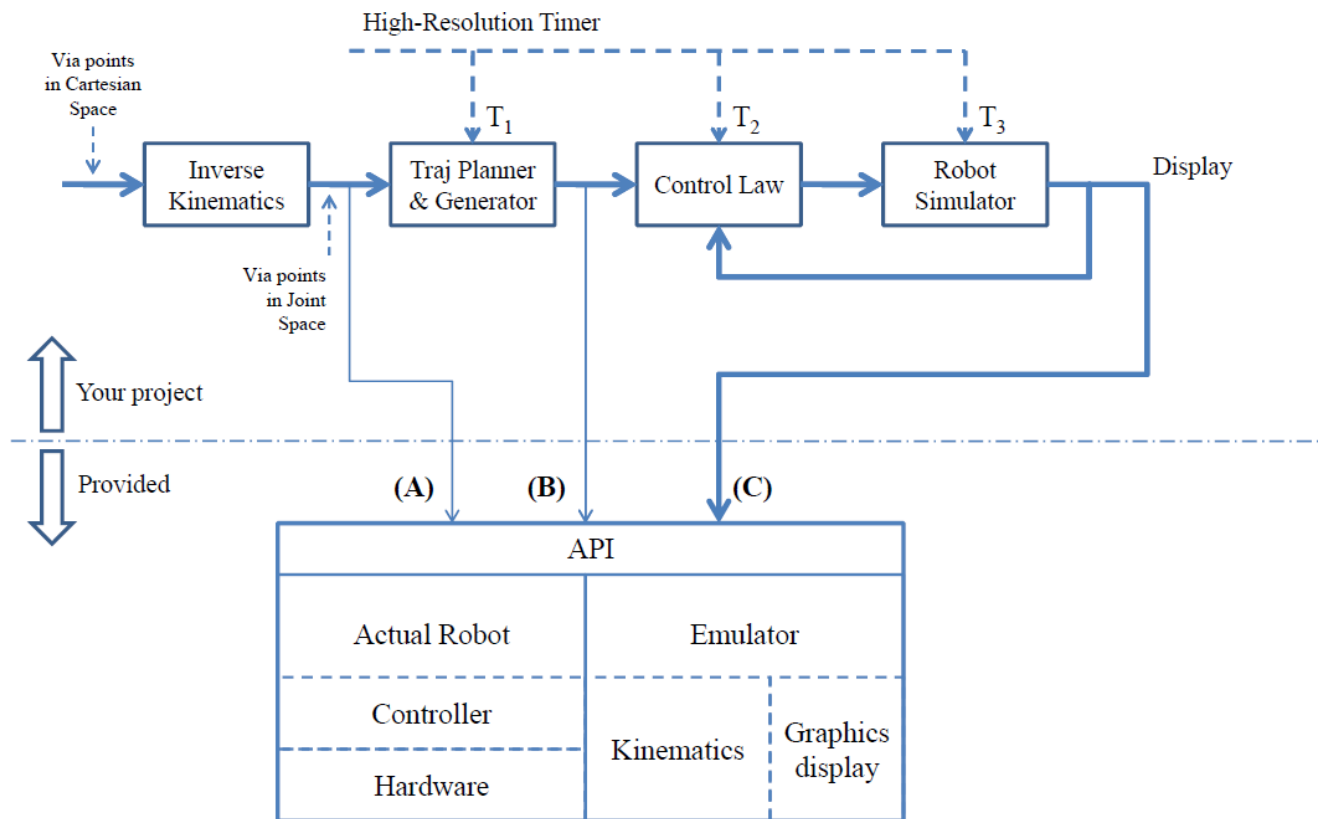 High-Resolution Timer
Via points
in Cartesian
Space
T1
T2
T3
Inverse
Kinematics
Traj Planner
& Generator
Control Law
Robot
Simulator
Display
Via points
in Joint
Space
Your project
Provided
(A)
(B)
(C)
API
Actual Robot
Emulator
Controller
Kinematics
Graphics
display
Hardware